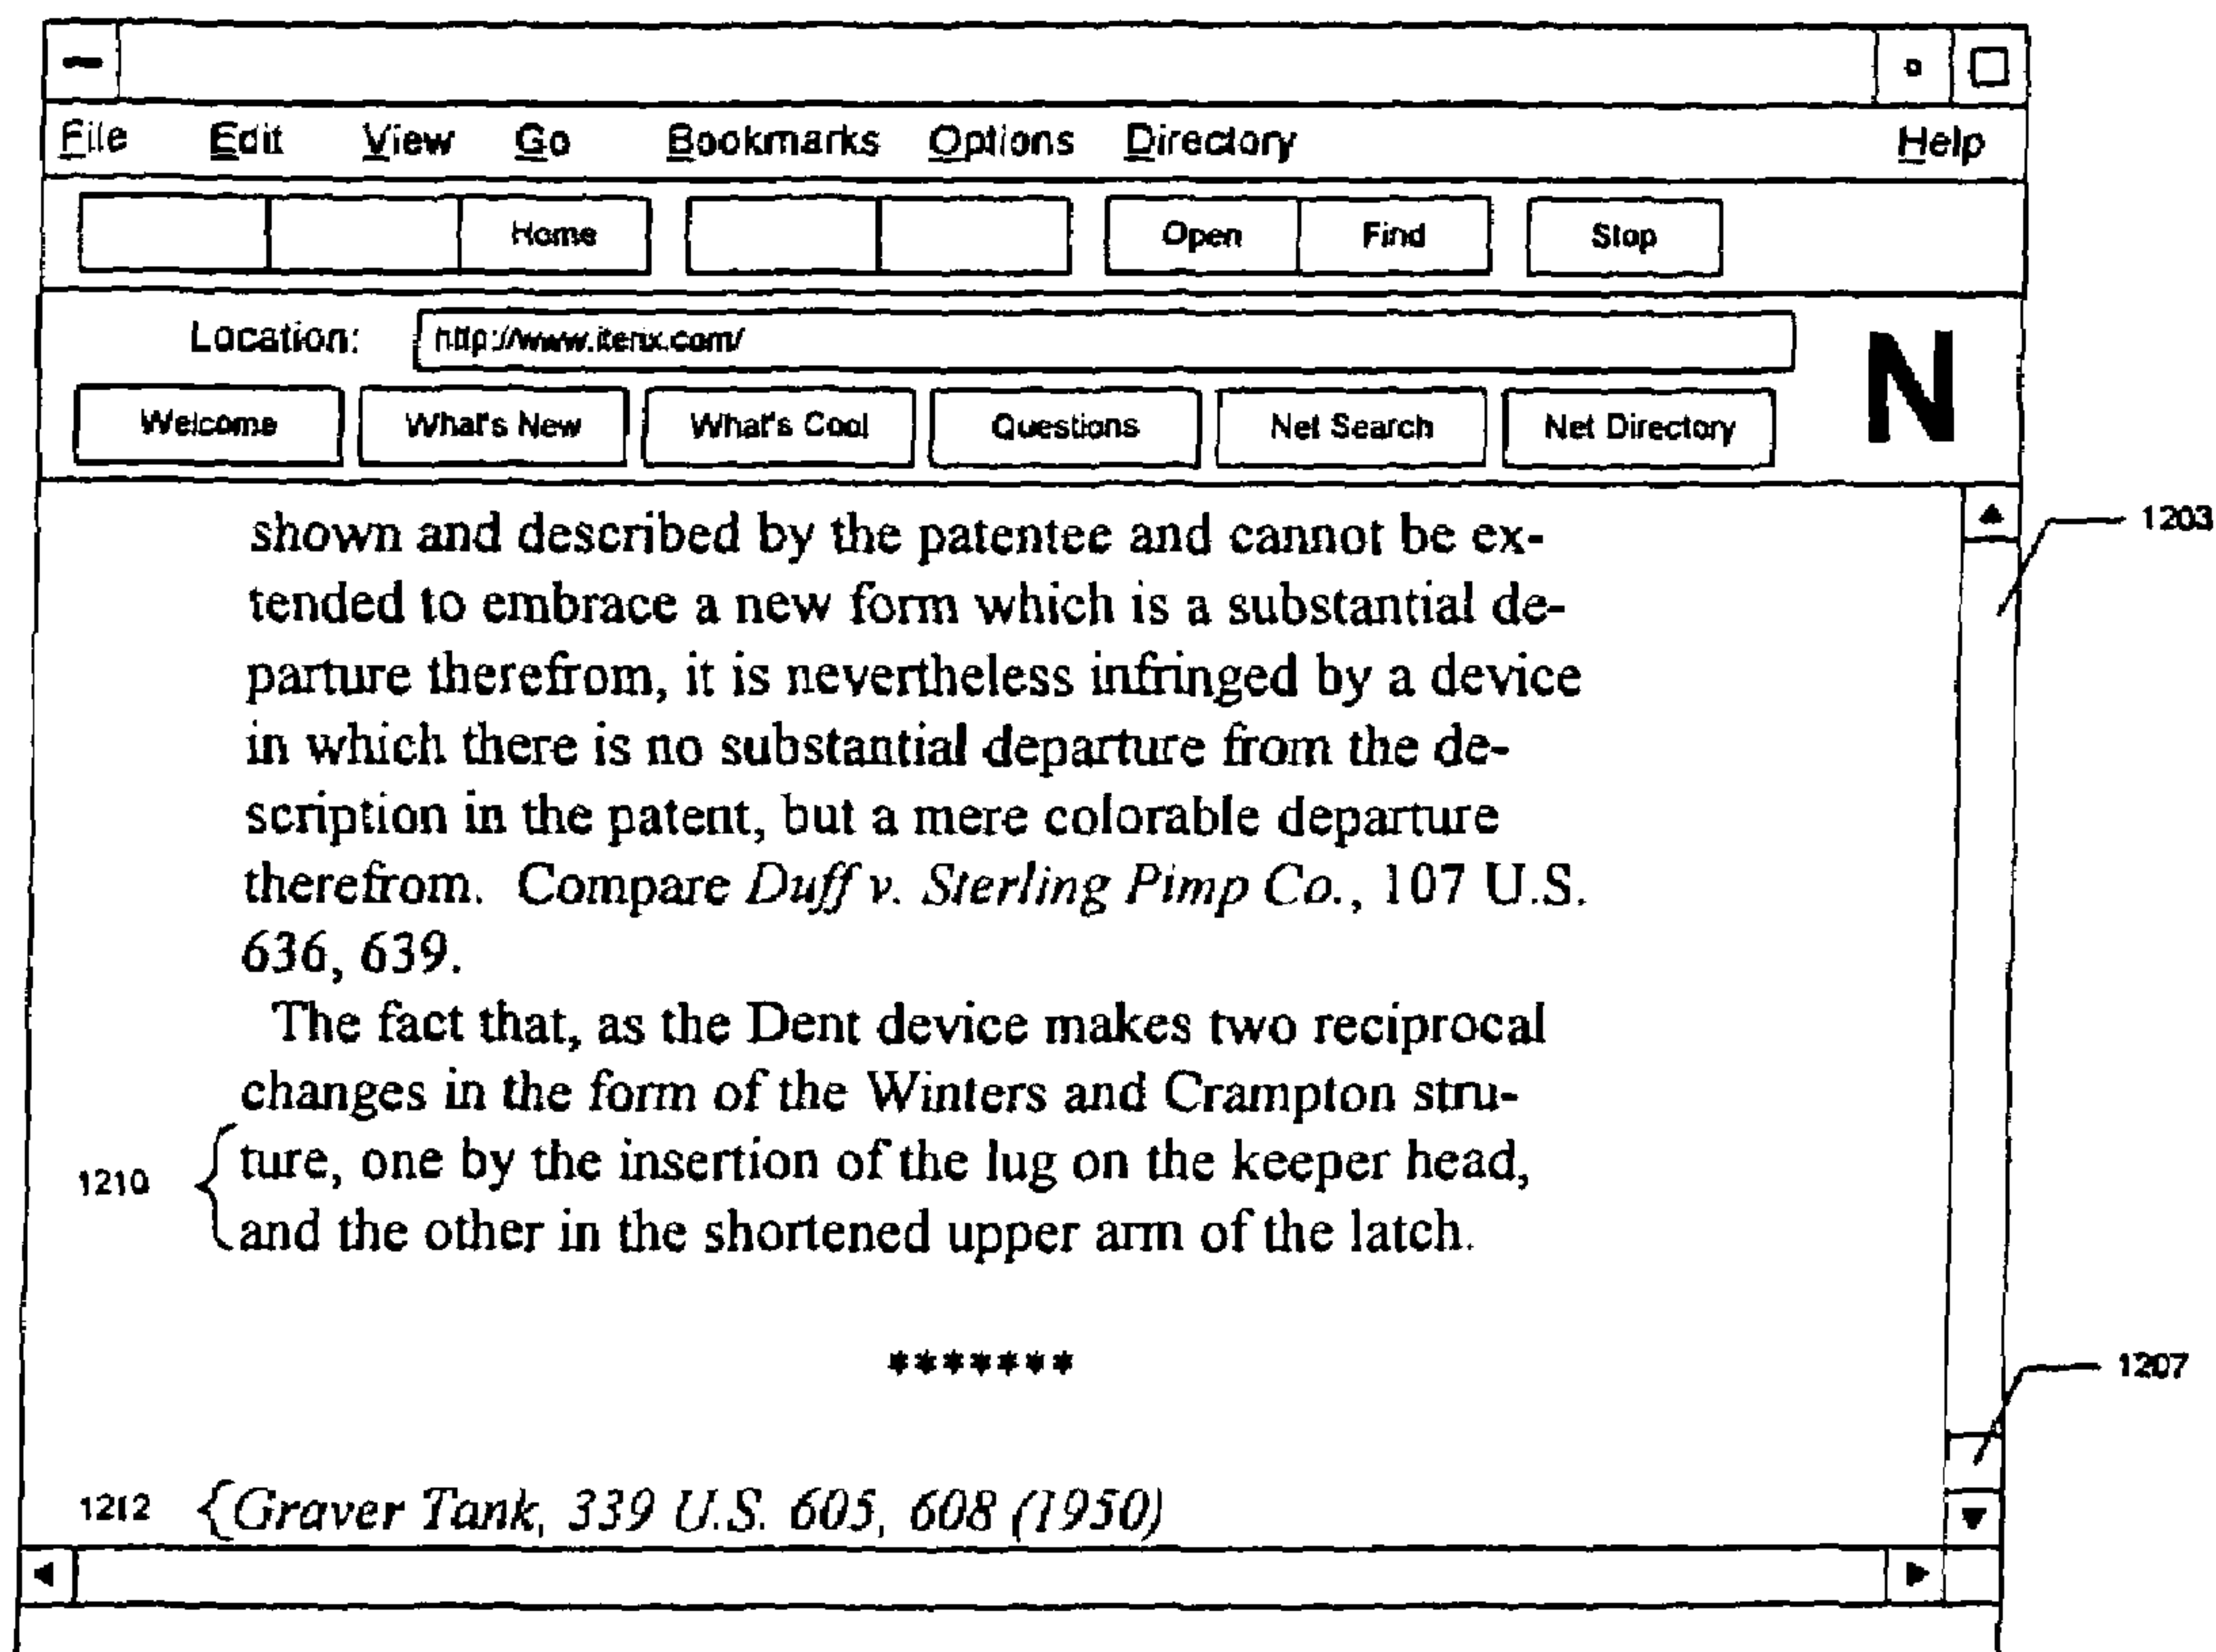 File Edit View Go Bookmarks Options Directory Help
Home Open Find Stop
Location: http://www.itenx.com/
N
Welcome What's New What's Cool Questions Net Search Net Directory
shown and described by the patentee and cannot be ex-
1203
tended to embrace a new form which is a substantial de-
parture therefrom, it is nevertheless infringed by a device
in which there is no substantial departure from the de-
scription in the patent, but a mere colorable departure
therefrom. Compare Duff v. Sterling Pimp Co., 107 U.S.
636, 639.
The fact that, as the Dent device makes two reciprocal
changes in the form of the Winters and Crampton stru-
1210 {ture, one by the insertion of the lug on the keeper head,
and the other in the shortened upper arm of the latch.
*******
1207
1212 {Graver Tank, 339 U.S. 605, 608 (1950)